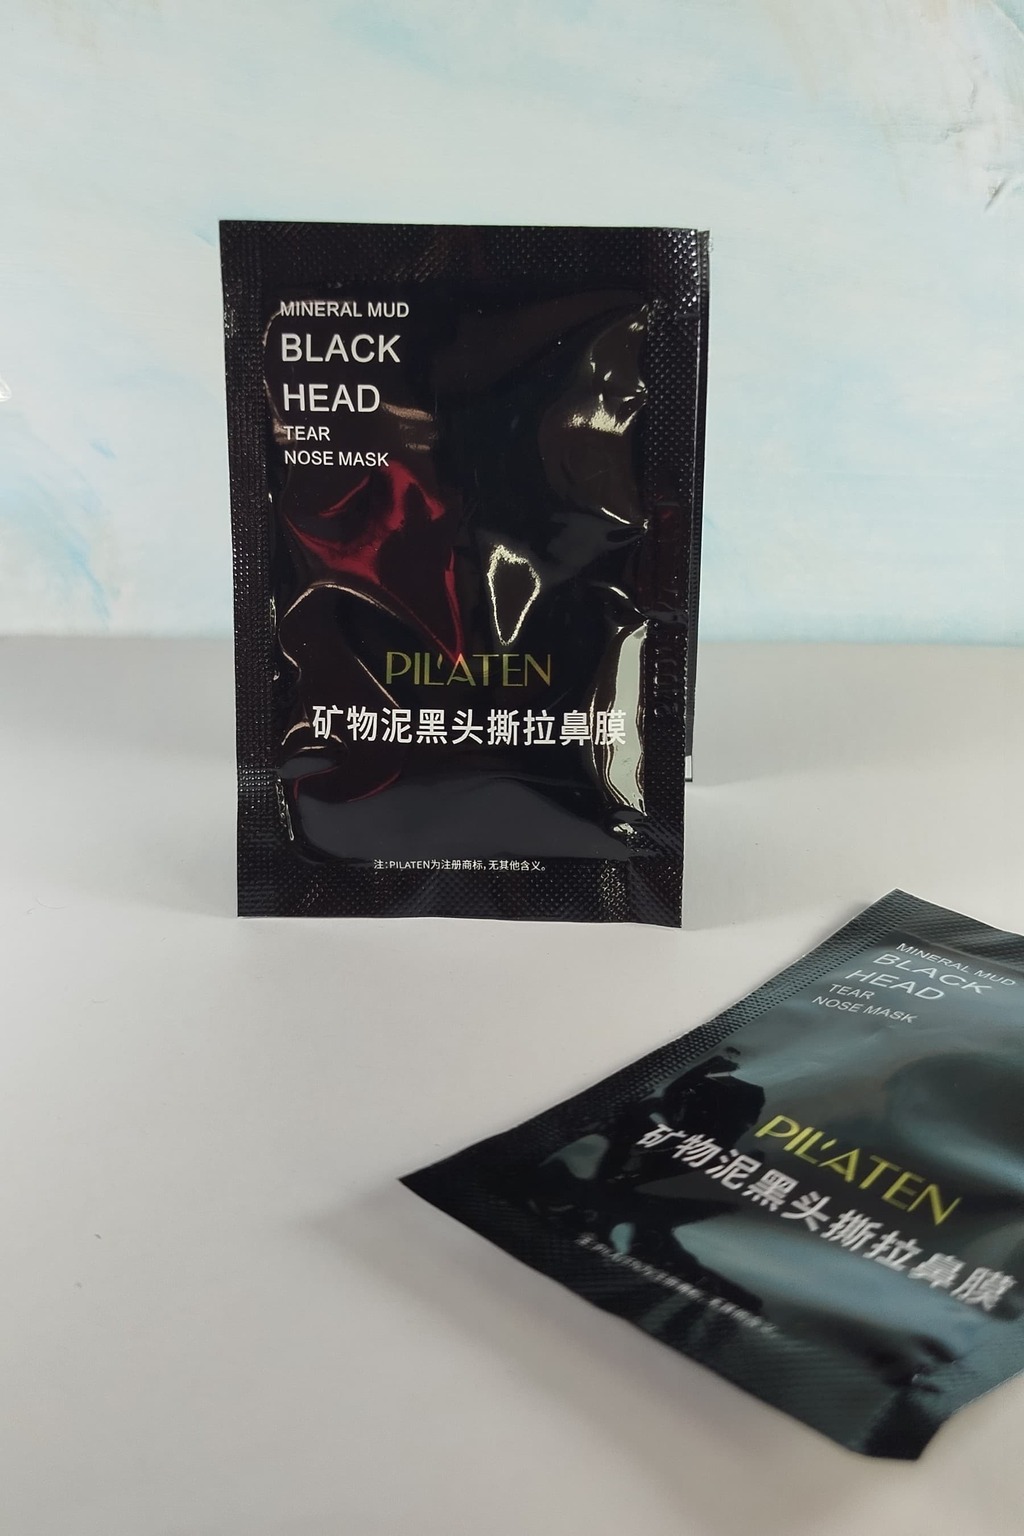 MINERAL MUD
BLACK
HEAD
TEAR
NOSE MASK
PIL'ATEN
矿物泥黑头撕拉鼻膜
注:PILATEN为注册商标,无其他含义。
MINERAL MUD
BLACK
HEAD
TEAR
NOSE MASK
PIL'ATEN
矿物泥黑头撕拉鼻膜